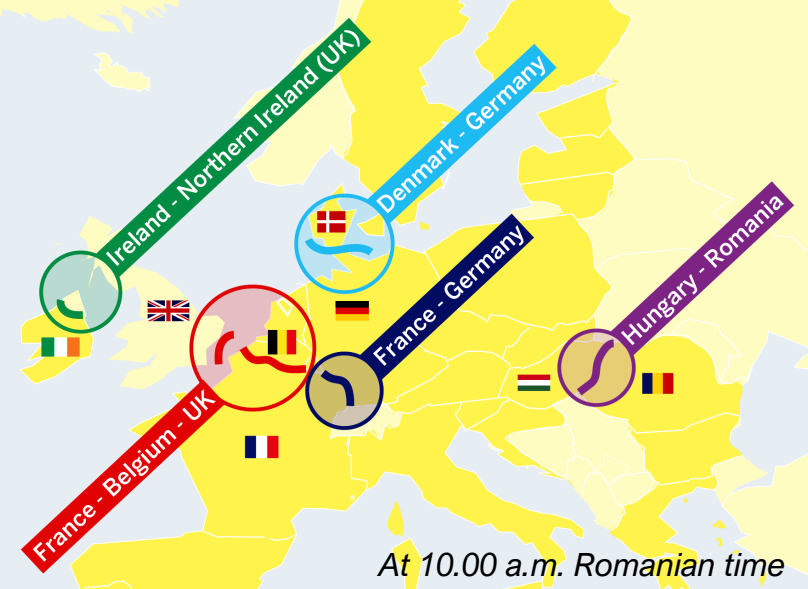 Ireland - Northern Ireland (UK)
Denmark - Germany
France - Germany
Hungary - Romania
France - Belgium - UK
At 10.00 a.m. Romanian time